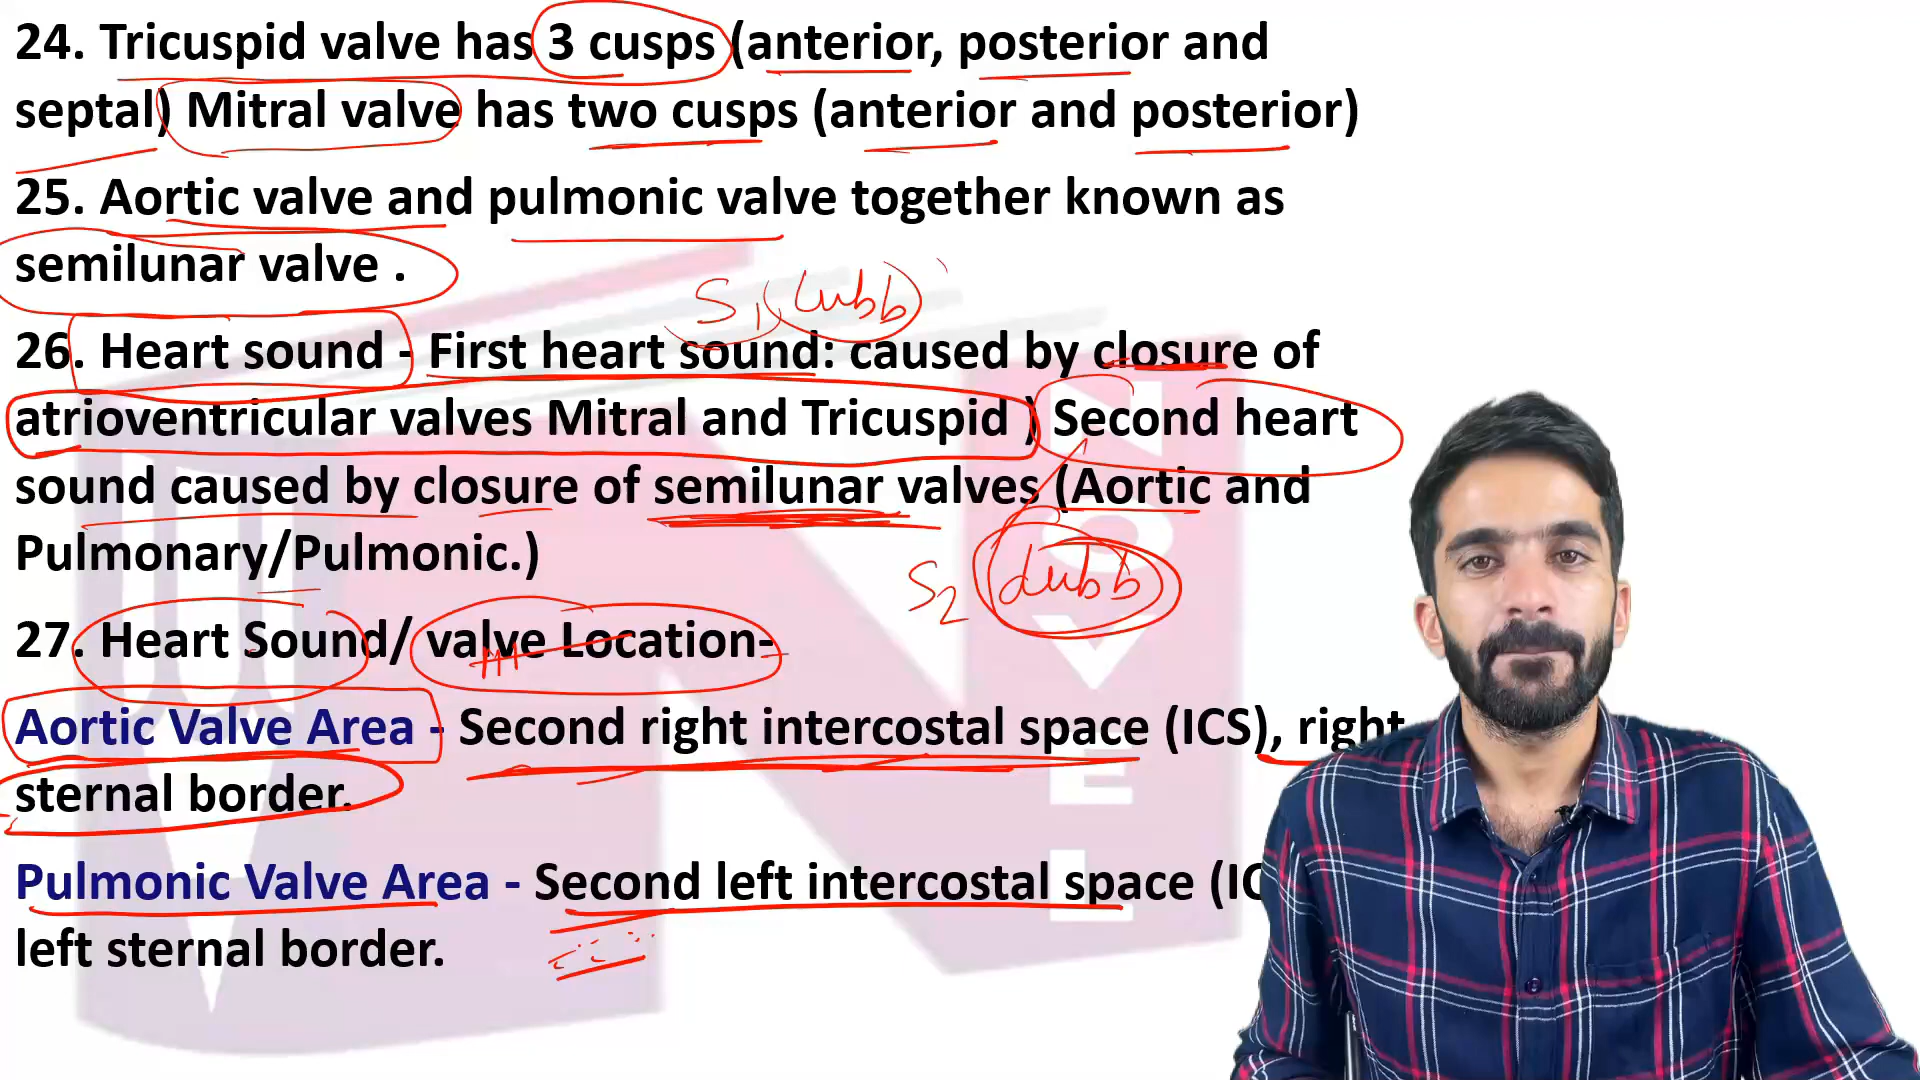 24. Tricuspid valve has 3 cusps (anterior, posterior and
septal) Mitral valve has two cusps (anterior and posterior)
25. Aortic valve and pulmonic valve together known as
semilunar valve .
S1 Lubb
26. Heart sound - First heart sound: caused by closure of
atrioventricular valves Mitral and Tricuspid ) Second heart
sound caused by closure of semilunar valves (Aortic and
Pulmonary/Pulmonic.)
S2 dubb
27. Heart Sound/ valve Location-
Aortic Valve Area - Second right intercostal space (ICS), right
sternal border.
Pulmonic Valve Area - Second left intercostal space (IC
left sternal border.
NOVEL